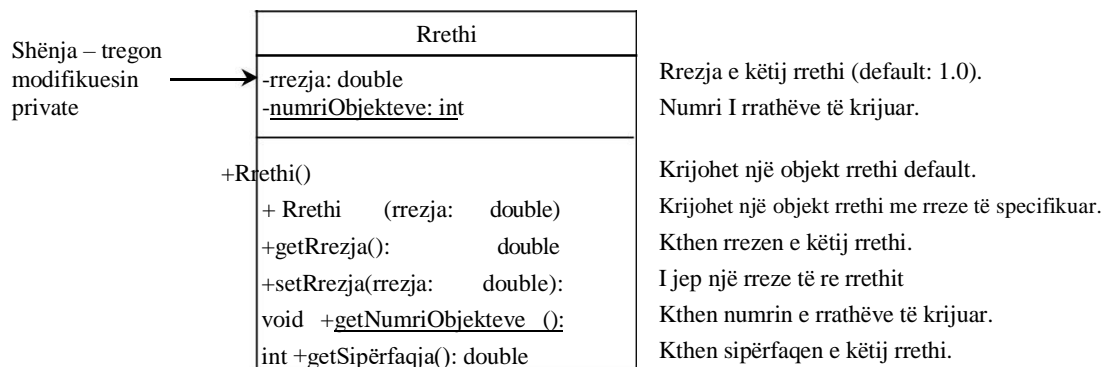 Rrethi
Shënja – tregon
modifikuesin
private
-rrezja: double
-numriObjekteve: int
Rrezja e këtij rrethi (default: 1.0).
Numri I rrathëve të krijuar.
+Rrethi()
+ Rrethi (rrezja: double)
+getRrezja(): double
+setRrezja(rrezja: double):
void +getNumriObjekteve ():
int +getSipërfaqja(): double
Krijohet një objekt rrethi default.
Krijohet një objekt rrethi me rreze të specifikuar.
Kthen rrezen e këtij rrethi.
I jep një rreze të re rrethit
Kthen numrin e rrathëve të krijuar.
Kthen sipërfaqen e këtij rrethi.